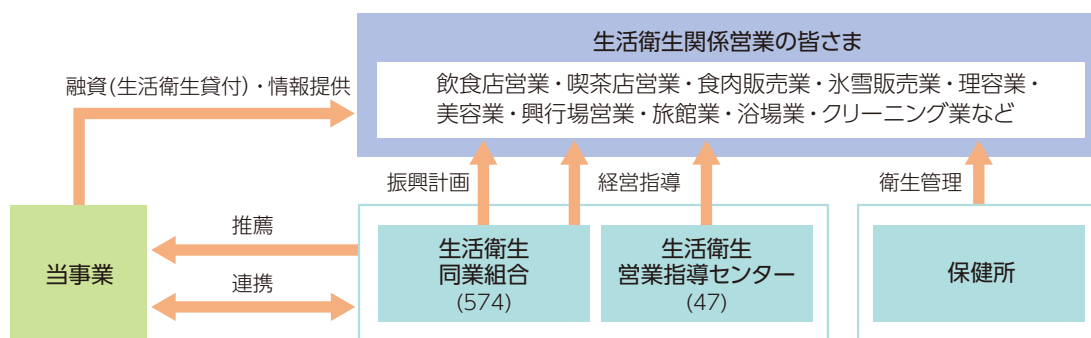 生活衛生関係営業の皆さま
融資(生活衛生貸付)・情報提供
飲食店営業・喫茶店営業・食肉販売業・氷雪販売業・理容業・
美容業・興行場営業・旅館業・浴場業・クリーニング業など
振興計画
経営指導
衛生管理
当事業
推薦
連携
生活衛生
同業組合
(574)
生活衛生
営業指導センター
(47)
保健所